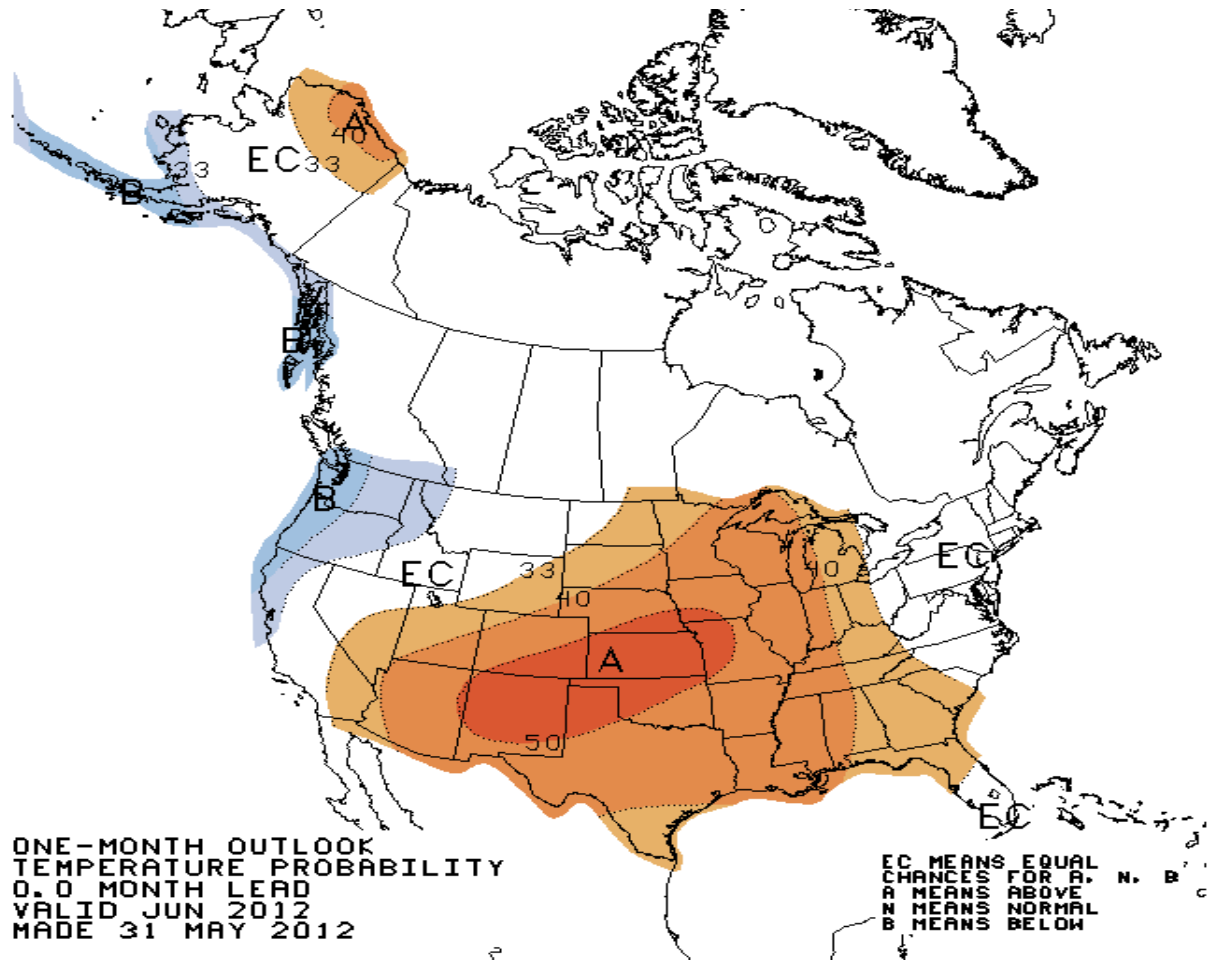 A
40
EC 33
33
B
B
B
EC
33
40
A
50
40
EC
EC
ONE-MONTH OUTLOOK
TEMPERATURE PROBABILITY
0.0 MONTH LEAD
VALID JUN 2012
MADE 31 MAY 2012
EC MEANS EQUAL
CHANCES FOR A, N, B
A MEANS ABOVE
N MEANS NORMAL
B MEANS BELOW